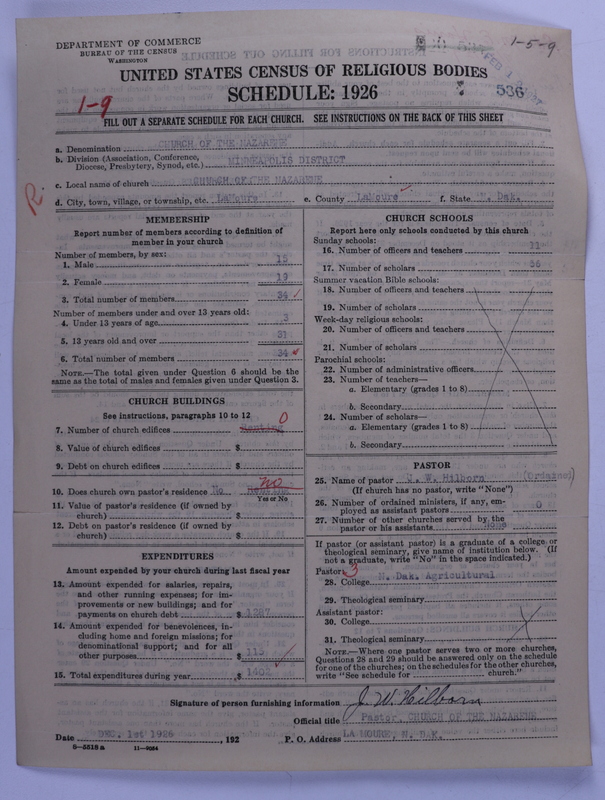 DEPARTMENT OF COMMERCE
BUREAU OF THE CENSUS
WASHINGTON
1-5-9
UNITED STATES CENSUS OF RELIGIOUS BODIES
SCHEDULE: 1926
536
1-9
FILL OUT A SEPARATE SCHEDULE FOR EACH CHURCH. SEE INSTRUCTIONS ON THE BACK OF THIS SHEET
a. Denomination CHURCH OF THE NAZARENE
b. Division (Association, Conference, Diocese, Presbytery, Synod, etc.) MINNEAPOLIS DISTRICT
c. Local name of church CHURCH OF THE NAZARENE
R
d. City, town, village, or township, etc. LaMoure e. County LaMoure f. State N. Dak.
MEMBERSHIP
Report number of members according to definition of
member in your church
Number of members, by sex:
1. Male 15
2. Female 19
3. Total number of members 34 ✓
Number of members under and over 13 years old:
4. Under 13 years of age 3
5. 13 years old and over 31
6. Total number of members 34 ✓
NOTE.—The total given under Question 6 should be the
same as the total of males and females given under Question 3.
CHURCH BUILDINGS
See instructions, paragraphs 10 to 12
7. Number of church edifices Renting 0
8. Value of church edifices $
9. Debt on church edifices $
10. Does church own pastor's residence No no
Yes or No
11. Value of pastor's residence (if owned by
church) $
12. Debt on pastor's residence (if owned by
church) $
EXPENDITURES
Amount expended by your church during last fiscal year
13. Amount expended for salaries, repairs,
and other running expenses; for im-
provements or new buildings; and for
payments on church debt $ 1287
14. Amount expended for benevolences, in-
cluding home and foreign missions; for
denominational support; and for all
other purposes $ 115
15. Total expenditures during year $ 1402 ✓
CHURCH SCHOOLS
Report here only schools conducted by this church
Sunday schools:
16. Number of officers and teachers 11
17. Number of scholars 56
Summer vacation Bible schools:
18. Number of officers and teachers
19. Number of scholars
Week-day religious schools:
20. Number of officers and teachers
21. Number of scholars
Parochial schools:
22. Number of administrative officers
23. Number of teachers—
a. Elementary (grades 1 to 8)
b. Secondary
24. Number of scholars—
a. Elementary (grades 1 to 8)
b. Secondary
PASTOR
25. Name of pastor J. W. Hilborn (Ordained)
(If church has no pastor, write "None")
26. Number of ordained ministers, if any, em-
ployed as assistant pastors 0
27. Number of other churches served by the
pastor or his assistants None
If pastor (or assistant pastor) is a graduate of a college or
theological seminary, give name of institution below. (If
not a graduate, write "No" in the space indicated.)
Pastor: 3
28. College N. Dak. Agricultural
29. Theological seminary
Assistant pastor:
30. College
31. Theological seminary
NOTE.—Where one pastor serves two or more churches,
Questions 28 and 29 should be answered only on the schedule
for one of the churches; on the schedules for the other churches,
write "See schedule for church."
Signature of person furnishing information J. W. Hilborn
Official title Pastor, CHURCH OF THE NAZARENE
Date DEC. 1st 1926, 192 P. O. Address LA MOURE, N. DAK.
8-5518 a 11-9054